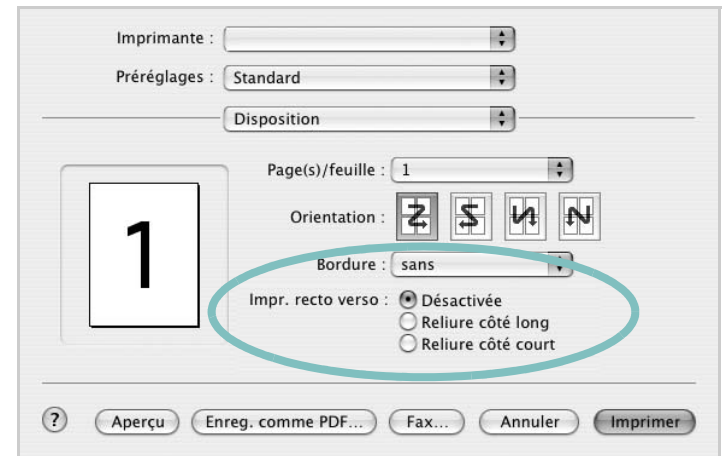 Imprimante :
Préréglages : Standard
Disposition
Page(s)/feuille : 1
Orientation :
1
Bordure : sans
Impr. recto verso : Désactivée
Reliure côté long
Reliure côté court
? Aperçu Enreg. comme PDF... Fax... Annuler Imprimer